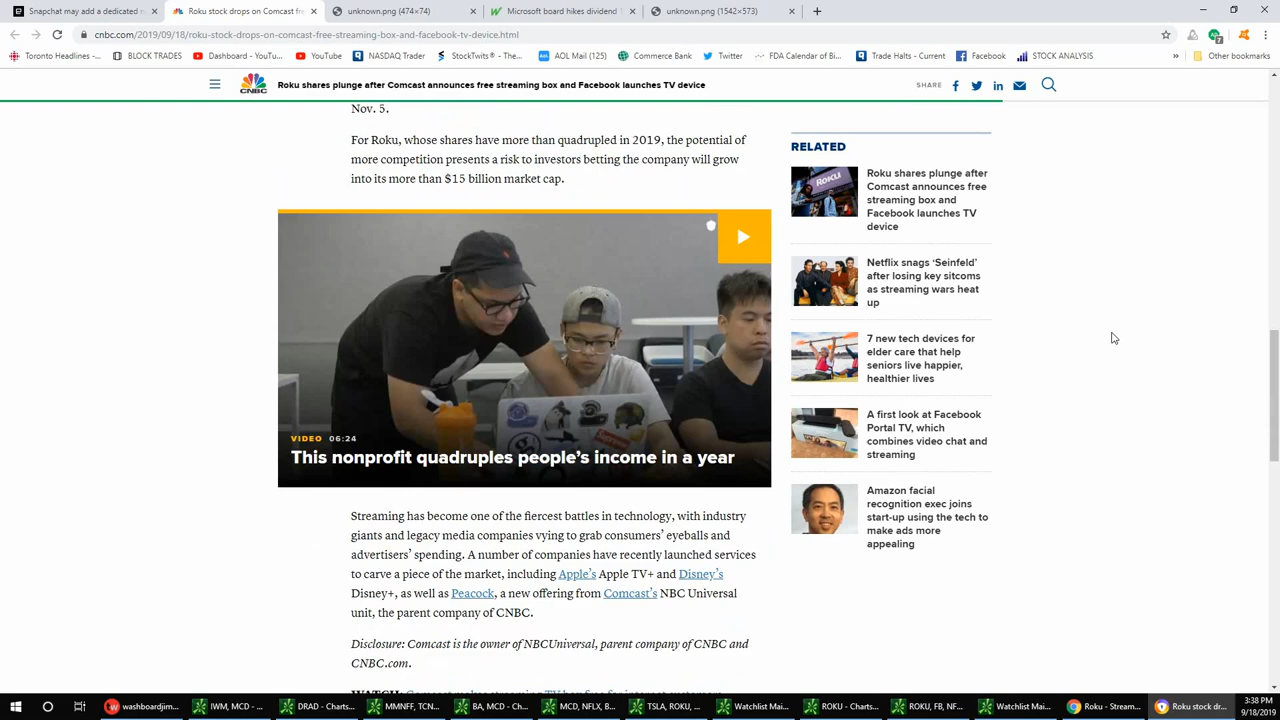 Snapchat may add a dedicated n
Roku stock drops on Comcast fre
unknown.png (474×74)
Microsoft board hikes dividend
unknown.png (1542×573)
cnbc.com/2019/09/18/roku-stock-drops-on-comcast-free-streaming-box-and-facebook-tv-device.html
Toronto Headlines -...
BLOCK TRADES
Dashboard - YouTu...
YouTube
NASDAQ Trader
StockTwits® - The...
AOL Mail (125)
Commerce Bank
Twitter
FDA Calendar of Bi...
Trade Halts - Current
Facebook
STOCK ANALYSIS
Other bookmarks
CNBC
Roku shares plunge after Comcast announces free streaming box and Facebook launches TV device
SHARE
Nov. 5.
For Roku, whose shares have more than quadrupled in 2019, the potential of
more competition presents a risk to investors betting the company will grow
into its more than $15 billion market cap.
VIDEO 06:24
This nonprofit quadruples people's income in a year
Streaming has become one of the fiercest battles in technology, with industry
giants and legacy media companies vying to grab consumers' eyeballs and
advertisers' spending. A number of companies have recently launched services
to carve a piece of the market, including Apple's Apple TV+ and Disney's
Disney+, as well as Peacock, a new offering from Comcast's NBC Universal
unit, the parent company of CNBC.
Disclosure: Comcast is the owner of NBCUniversal, parent company of CNBC and
CNBC.com.
WATCH: Comcast makes streaming TV box free for internet customers
RELATED
Roku shares plunge after
Comcast announces free
streaming box and
Facebook launches TV
device
Netflix snags 'Seinfeld'
after losing key sitcoms
as streaming wars heat
up
7 new tech devices for
elder care that help
seniors live happier,
healthier lives
A first look at Facebook
Portal TV, which
combines video chat and
streaming
Amazon facial
recognition exec joins
start-up using the tech to
make ads more
appealing
washboardjim...
IWM, MCD - ...
DRAD - Charts...
MMNFF, TCN...
BA, MCD - Ch...
MCD, NFLX, B...
TSLA, ROKU, ...
Watchlist Mai...
ROKU - Charts...
ROKU, FB, NF...
Watchlist Mai...
Roku - Stream...
Roku stock dr...
3:38 PM
9/18/2019